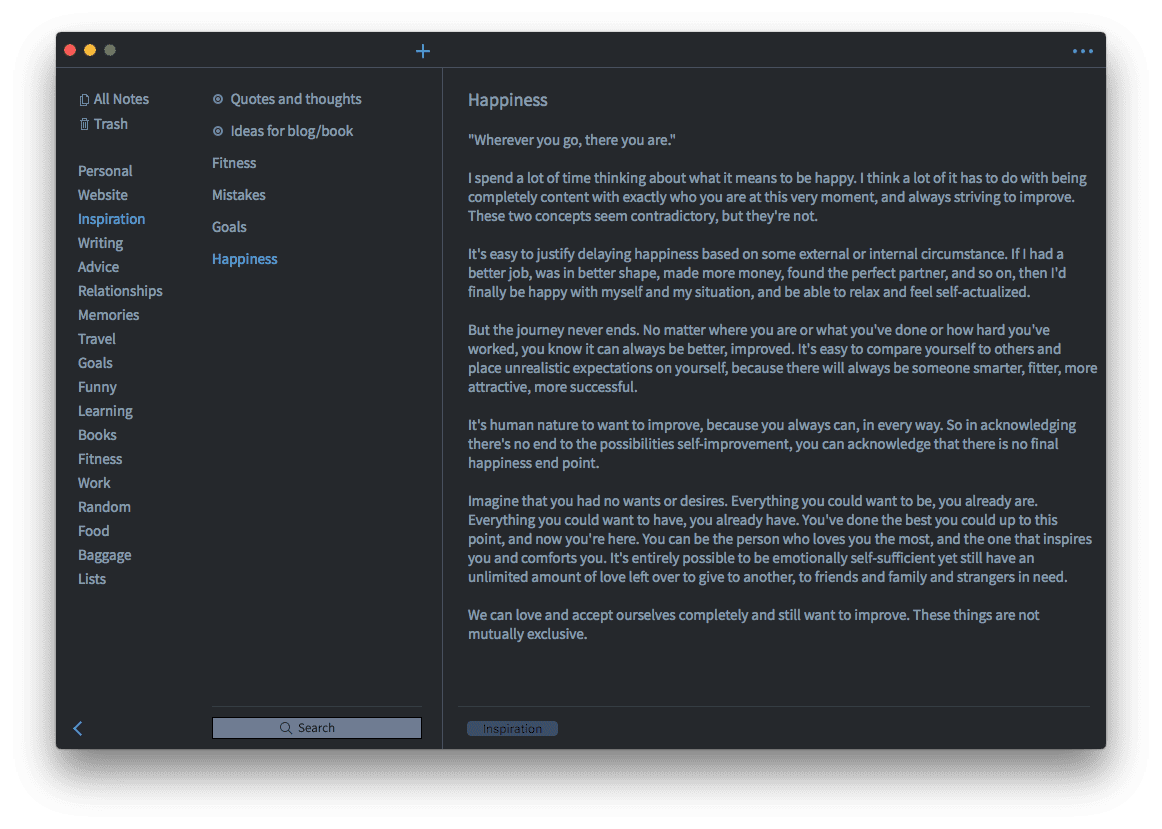 All Notes
Trash
Personal
Website
Inspiration
Writing
Advice
Relationships
Memories
Travel
Goals
Funny
Learning
Books
Fitness
Work
Random
Food
Baggage
Lists
Quotes and thoughts
Ideas for blog/book
Fitness
Mistakes
Goals
Happiness
Search
Happiness
"Wherever you go, there you are."
I spend a lot of time thinking about what it means to be happy. I think a lot of it has to do with being
completely content with exactly who you are at this very moment, and always striving to improve.
These two concepts seem contradictory, but they're not.
It's easy to justify delaying happiness based on some external or internal circumstance. If I had a
better job, was in better shape, made more money, found the perfect partner, and so on, then I'd
finally be happy with myself and my situation, and be able to relax and feel self-actualized.
But the journey never ends. No matter where you are or what you've done or how hard you've
worked, you know it can always be better, improved. It's easy to compare yourself to others and
place unrealistic expectations on yourself, because there will always be someone smarter, fitter, more
attractive, more successful.
It's human nature to want to improve, because you always can, in every way. So in acknowledging
there's no end to the possibilities self-improvement, you can acknowledge that there is no final
happiness end point.
Imagine that you had no wants or desires. Everything you could want to be, you already are.
Everything you could want to have, you already have. You've done the best you could up to this
point, and now you're here. You can be the person who loves you the most, and the one that inspires
you and comforts you. It's entirely possible to be emotionally self-sufficient yet still have an
unlimited amount of love left over to give to another, to friends and family and strangers in need.
We can love and accept ourselves completely and still want to improve. These things are not
mutually exclusive.
Inspiration